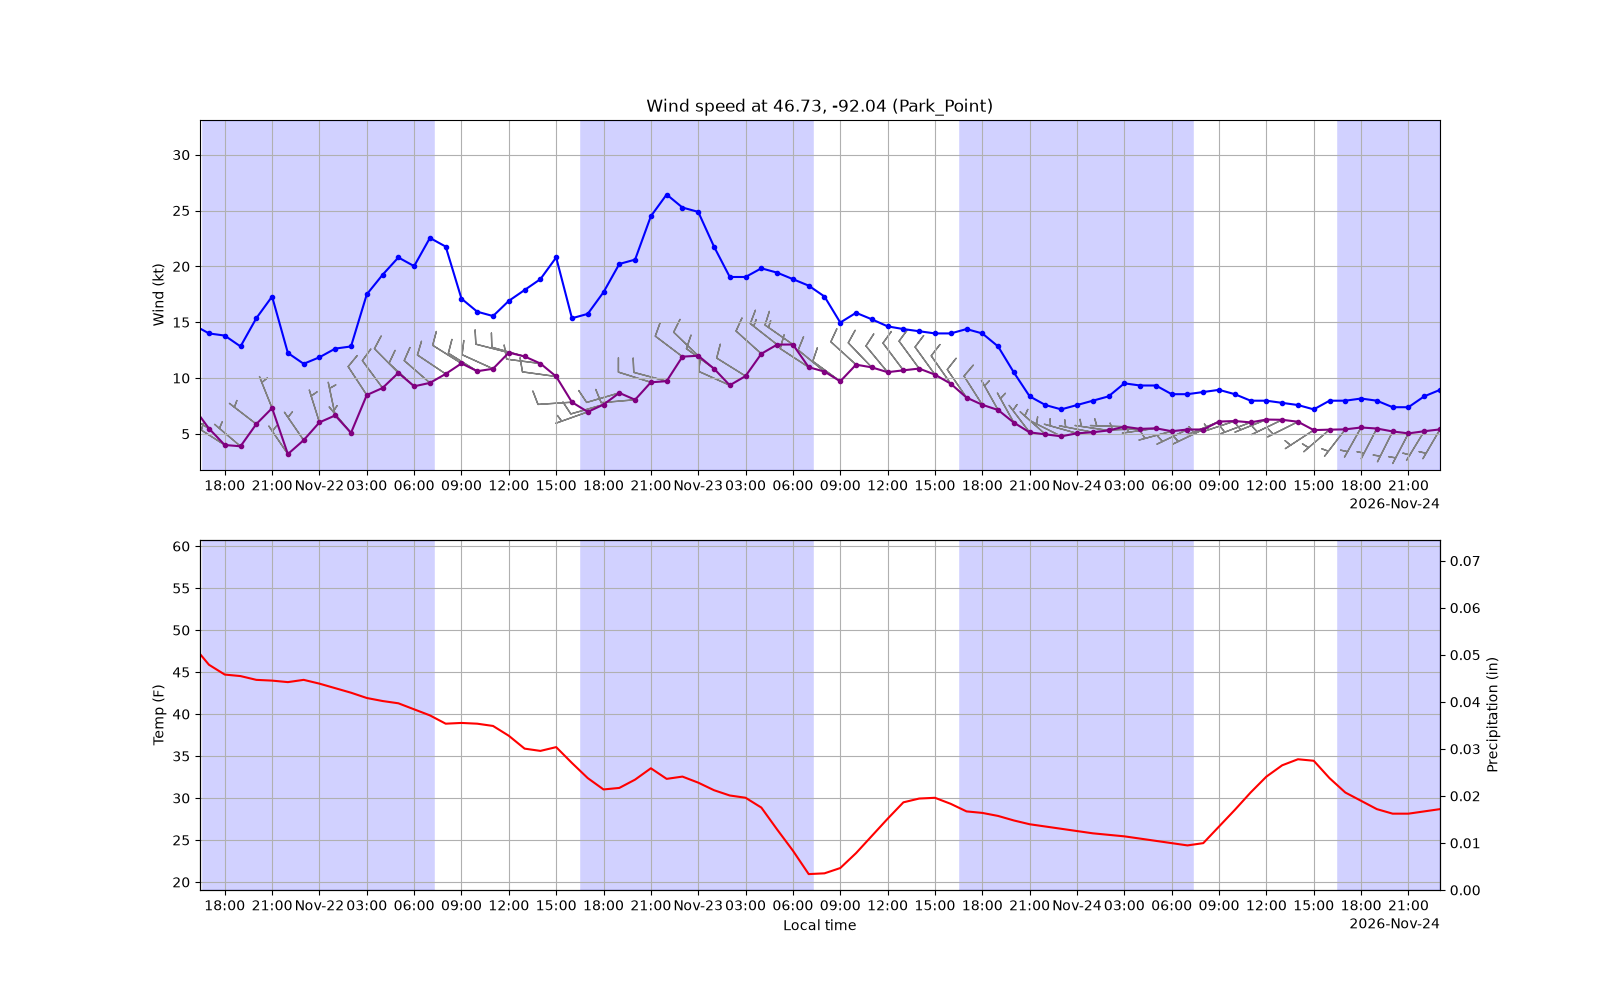 Wind speed at 46.73, -92.04 (Park_Point)
30
25
20
15
10
5
Wind (kt)
18:00 21:00 Nov-22 03:00 06:00 09:00 12:00 15:00 18:00 21:00 Nov-23 03:00 06:00 09:00 12:00 15:00 18:00 21:00 Nov-24 03:00 06:00 09:00 12:00 15:00 18:00 21:00
2026-Nov-24
60
55
50
45
40
35
30
25
20
Temp (F)
0.07
0.06
0.05
0.04
0.03
0.02
0.01
0.00
Precipitation (in)
18:00 21:00 Nov-22 03:00 06:00 09:00 12:00 15:00 18:00 21:00 Nov-23 03:00 06:00 09:00 12:00 15:00 18:00 21:00 Nov-24 03:00 06:00 09:00 12:00 15:00 18:00 21:00
Local time
2026-Nov-24